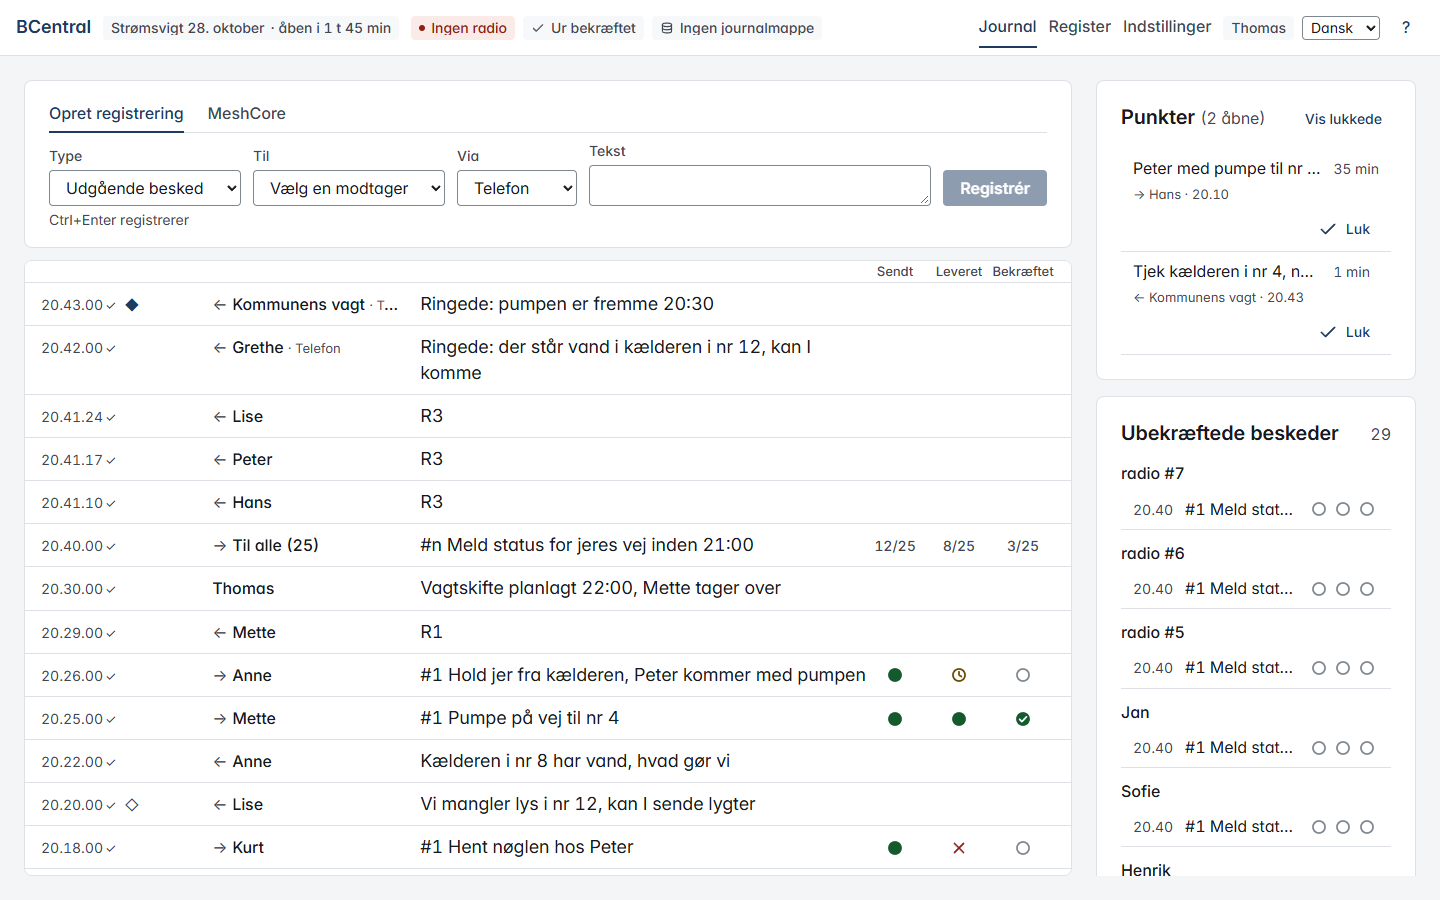 BCentral
Strømsvigt 28. oktober · åben i 1 t 45 min
Ingen radio
Ur bekræftet
Ingen journalmappe
Journal
Register
Indstillinger
Thomas
Dansk
?
Opret registrering
MeshCore
Type
Til
Via
Tekst
Udgående besked
Vælg en modtager
Telefon
Registrér
Ctrl+Enter registrerer
Sendt
Leveret
Bekræftet
20.43.00 ← Kommunens vagt · T... Ringede: pumpen er fremme 20:30
20.42.00 ← Grethe · Telefon Ringede: der står vand i kælderen i nr 12, kan I
komme
20.41.24 ← Lise R3
20.41.17 ← Peter R3
20.41.10 ← Hans R3
20.40.00 → Til alle (25) #n Meld status for jeres vej inden 21:00 12/25 8/25 3/25
20.30.00 Thomas Vagtskifte planlagt 22:00, Mette tager over
20.29.00 ← Mette R1
20.26.00 → Anne #1 Hold jer fra kælderen, Peter kommer med pumpen
20.25.00 → Mette #1 Pumpe på vej til nr 4
20.22.00 ← Anne Kælderen i nr 8 har vand, hvad gør vi
20.20.00 ← Lise Vi mangler lys i nr 12, kan I sende lygter
20.18.00 → Kurt #1 Hent nøglen hos Peter
Punkter (2 åbne)
Vis lukkede
Peter med pumpe til nr ... 35 min
→ Hans · 20.10
Luk
Tjek kælderen i nr 4, n... 1 min
← Kommunens vagt · 20.43
Luk
Ubekræftede beskeder 29
radio #7
20.40 #1 Meld stat...
radio #6
20.40 #1 Meld stat...
radio #5
20.40 #1 Meld stat...
Jan
20.40 #1 Meld stat...
Sofie
20.40 #1 Meld stat...
Henrik